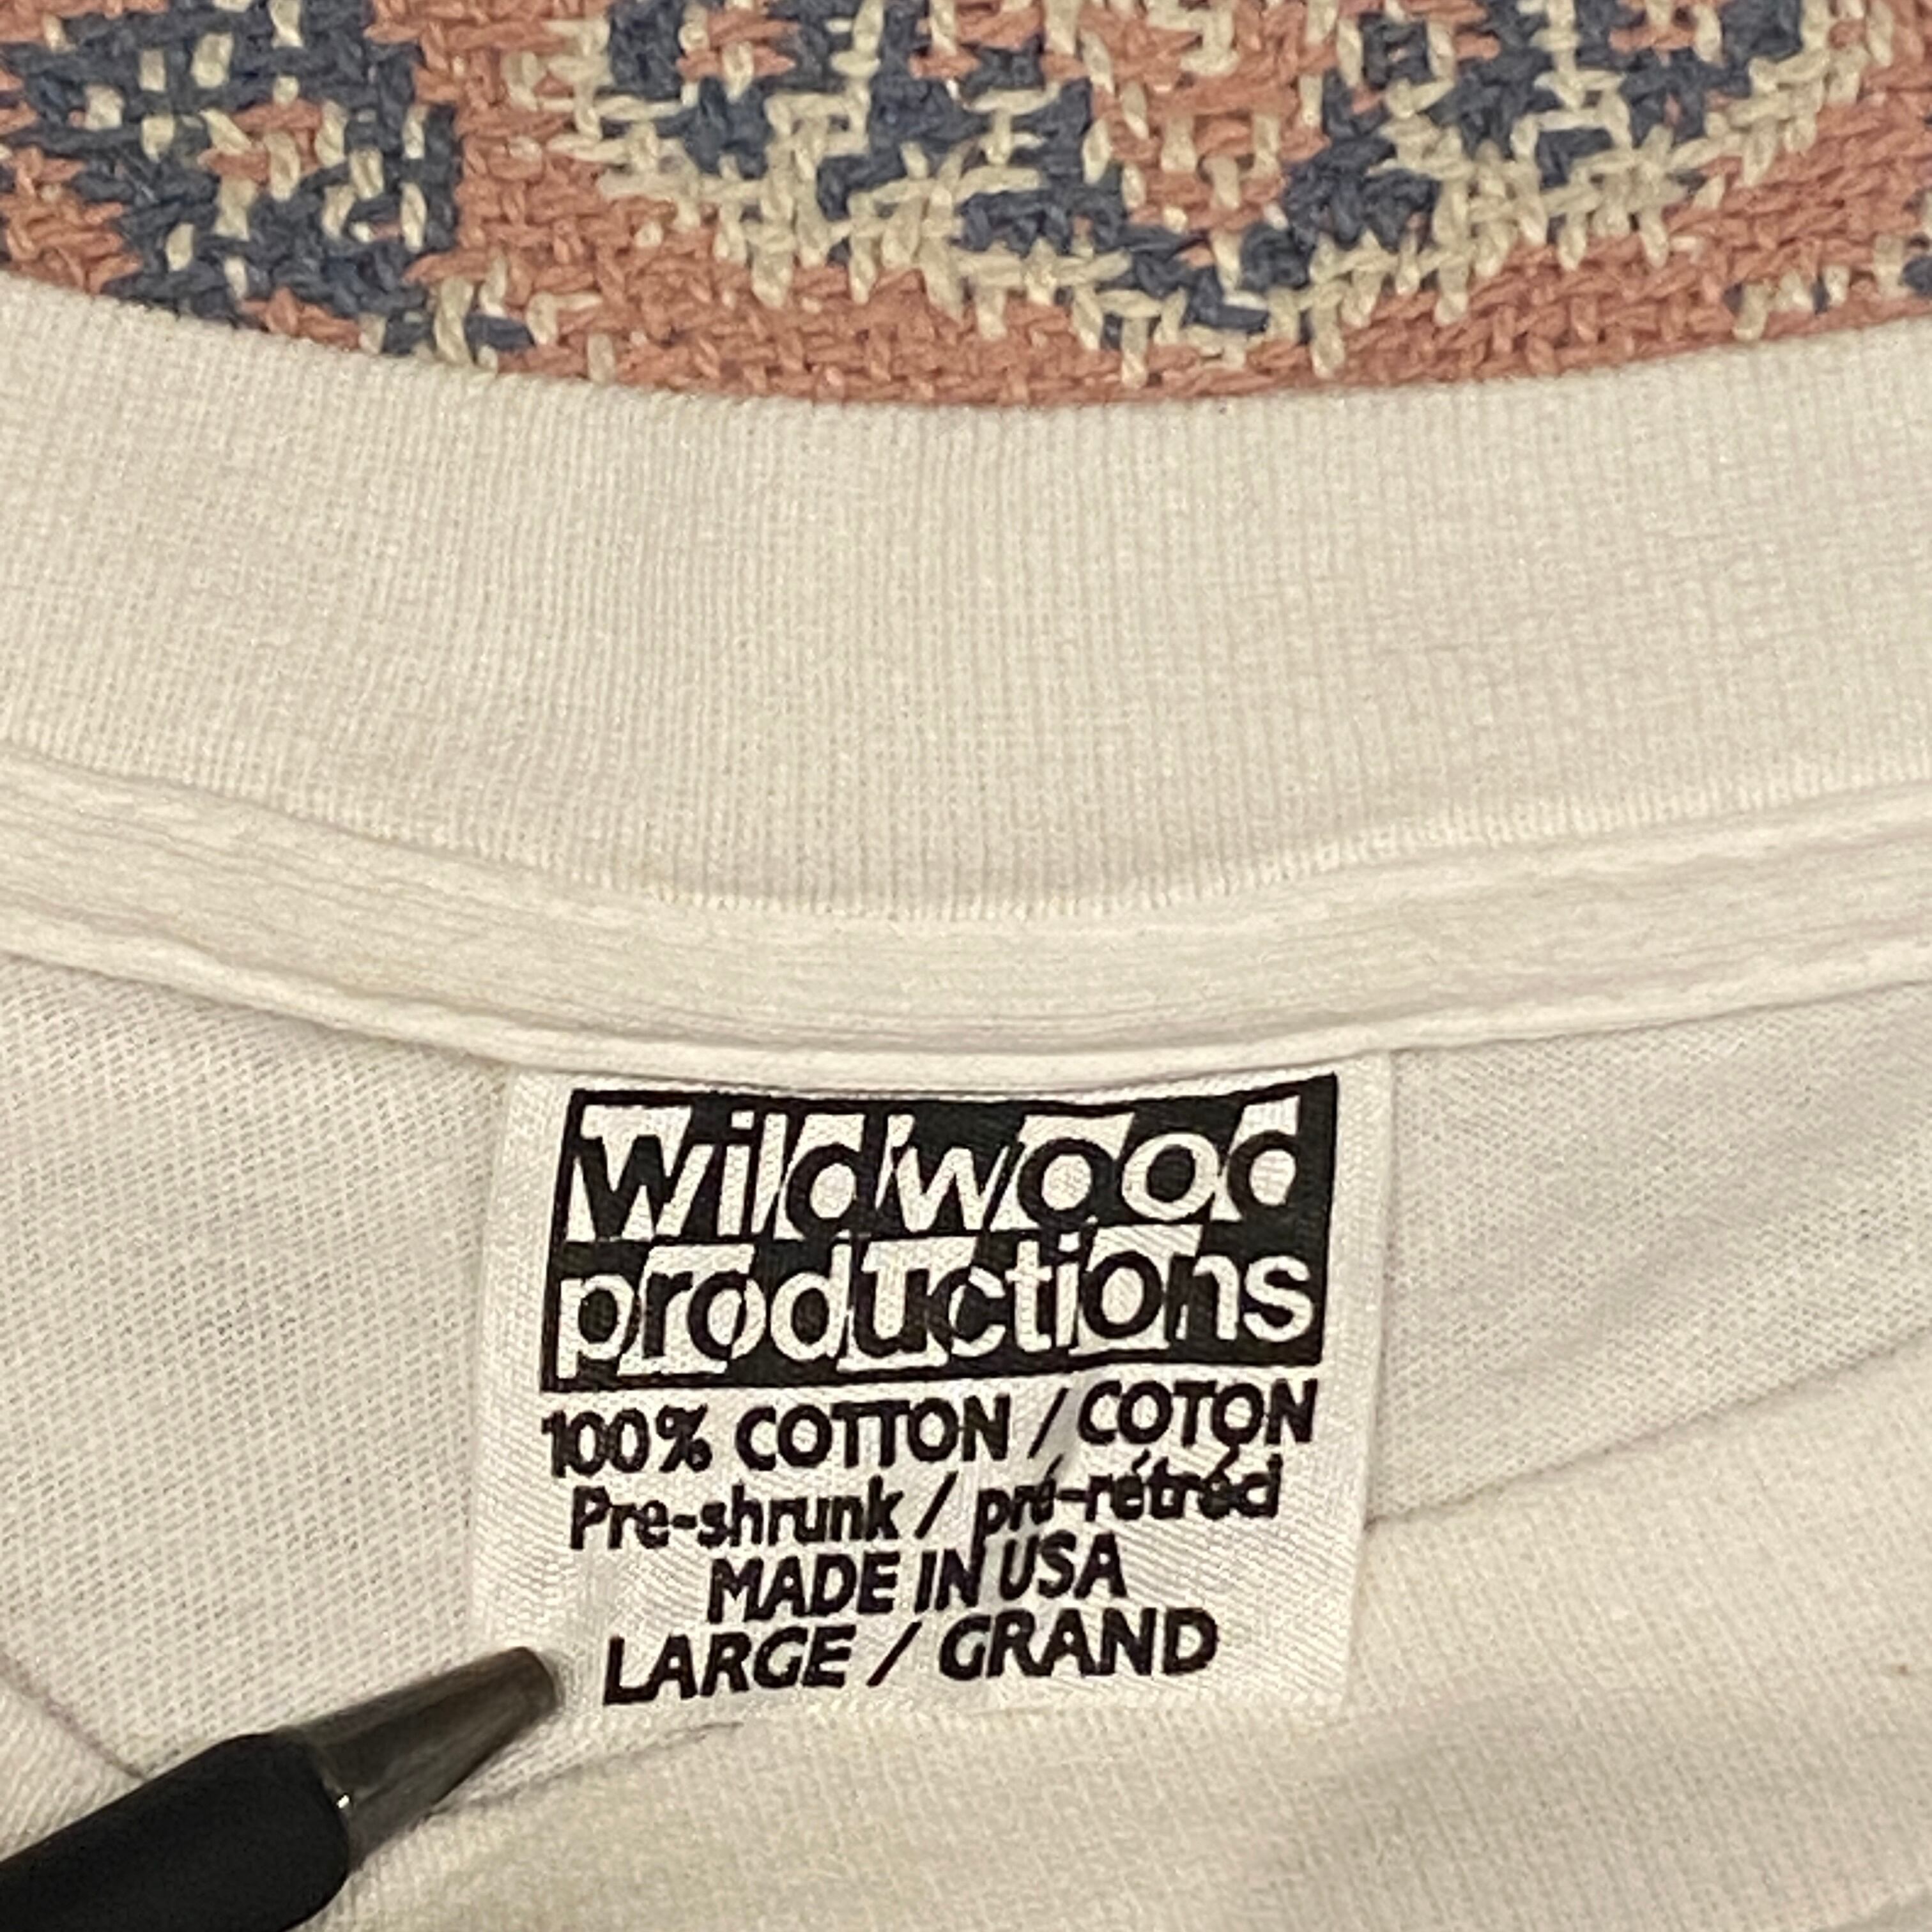 Wildwood
productions
100% COTTON / COTON
Pre-shrunk / pré-rétréci
MADE IN USA
LARGE / GRAND